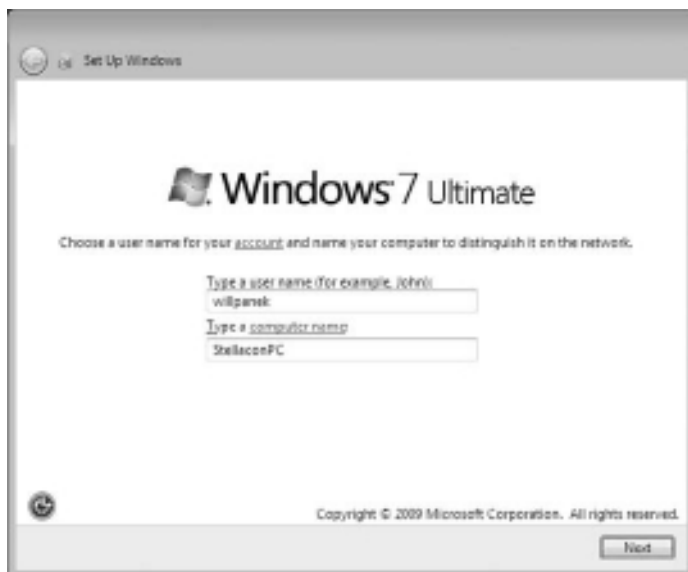 Set Up Windows
Windows 7 Ultimate
Choose a user name for your account and name your computer to distinguish it on the network.
Type a user name (for example, John):
willpanek
Type a computer name:
StellaconPC
Copyright © 2009 Microsoft Corporation. All rights reserved.
Next